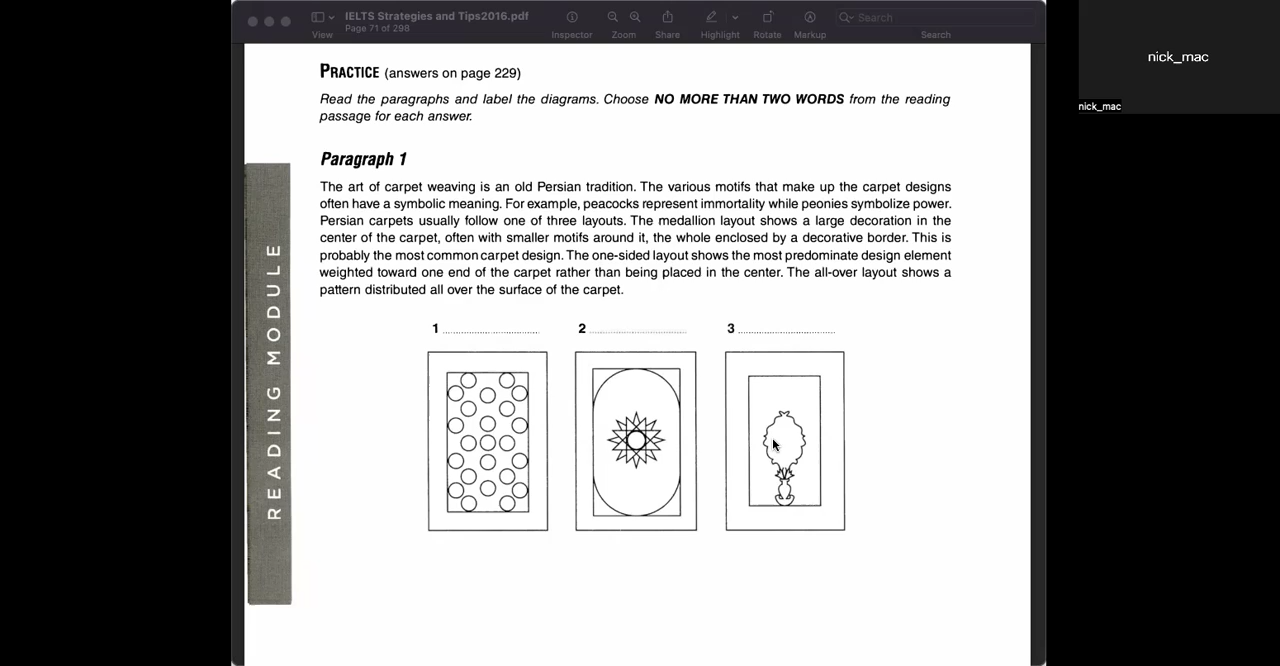 IELTS Strategies and Tips2016.pdf
Page 71 of 298
View
Inspector
Zoom
Share
Highlight
Rotate
Markup
Search
Search
nick_mac
nick_mac
PRACTICE (answers on page 229)
Read the paragraphs and label the diagrams. Choose NO MORE THAN TWO WORDS from the reading
passage for each answer.
Paragraph 1
The art of carpet weaving is an old Persian tradition. The various motifs that make up the carpet designs
often have a symbolic meaning. For example, peacocks represent immortality while peonies symbolize power.
Persian carpets usually follow one of three layouts. The medallion layout shows a large decoration in the
center of the carpet, often with smaller motifs around it, the whole enclosed by a decorative border. This is
probably the most common carpet design. The one-sided layout shows the most predominate design element
weighted toward one end of the carpet rather than being placed in the center. The all-over layout shows a
pattern distributed all over the surface of the carpet.
1 ................................
2 ................................
3 ................................
READING MODULE